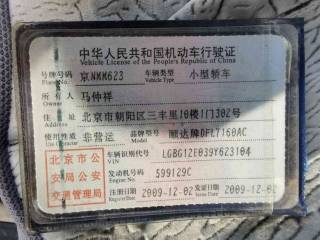 中华人民共和国机动车行驶证
Vehicle License of the People's Republic of China
号牌号码 京NKK623 车辆类型 小型轿车
Plate No. Vehicle Type
所有人 马仲祥
Owner
住址 北京市朝阳区三丰里10楼1门302号
Address
使用性质 非营运 品牌型号 颐达牌DFL7160AC
Use Character Model
北京市公安局公安交通管理局
车辆识别代号 LGBG12E039Y623104
VIN
发动机号码 599129C
Engine No.
注册日期 2009-12-02 发证日期 2009-12-02
Register Date Issue Date